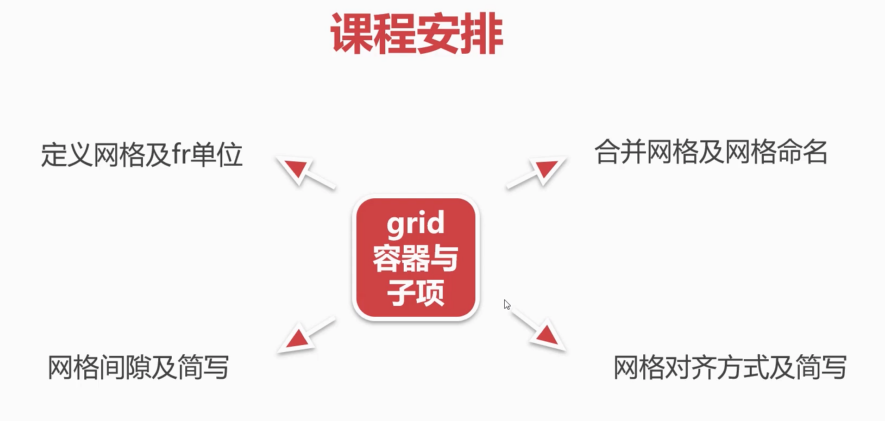 课程安排
定义网格及fr单位
合并网格及网格命名
grid
容器与
子项
网格间隙及简写
网格对齐方式及简写